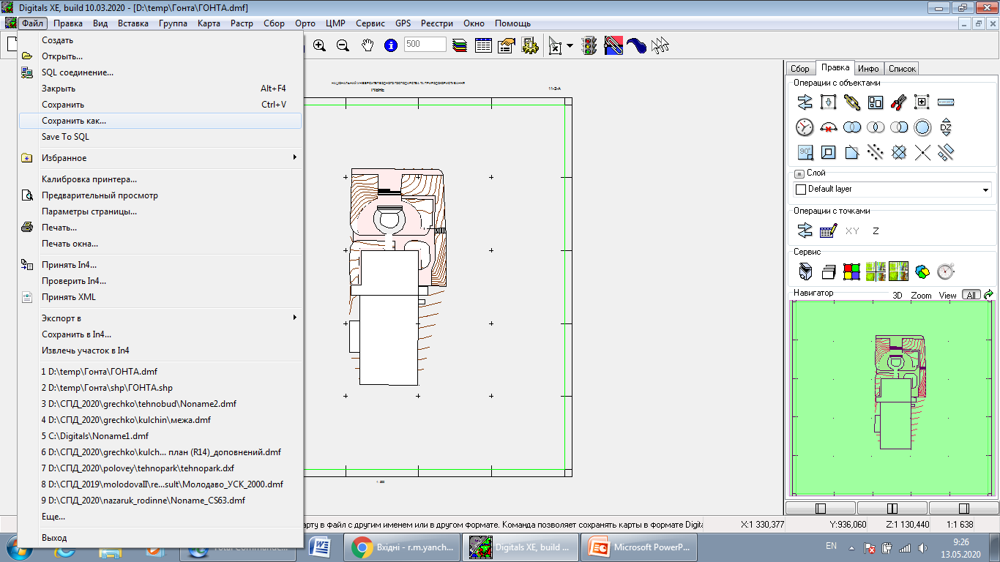 Digitals XE, build 10.03.2020 - [D:\temp\Гонта\ГОНТА.dmf]
Файл Правка Вид Вставка Группа Карта Растр Сбор Орто ЦМР Сервис GPS Реестри Окно Помощь
500
Создать
Открыть...
SQL соединение...
Закрыть Alt+F4
Сохранить Ctrl+V
Сохранить как...
Save To SQL
Избранное
Калибровка принтера...
Предварительный просмотр
Параметры страницы...
Печать...
Печать окна...
Принять In4...
Проверить In4...
Принять XML
Экспорт в
Сохранить в In4...
Извлечь участок в In4
1 D:\temp\Гонта\ГОНТА.dmf
2 D:\temp\Гонта\shp\ГОНТА.shp
3 D:\СПД_2020\grechko\tehnobud\Noname2.dmf
4 D:\СПД_2020\grechko\kulchin\межа.dmf
5 C:\Digitals\Noname1.dmf
6 D:\СПД_2020\grechko\kulch... план (R14)_доповнений.dmf
7 D:\СПД_2020\polovey\tehnopark\tehnopark.dxf
8 D:\СПД_2019\molodovaII\re...sult\Молодаво_УСК_2000.dmf
9 D:\СПД_2020\nazaruk_rodinne\Noname_CS63.dmf
Еще...
Выход
НАЦІОНАЛЬНИЙ УНІВЕРСИТЕТ ВОДНОГО ГОСПОДАРСТВА ТА ПРИРОДОКОРИСТУВАННЯ
РІВНЕ
11-2-А
Сбор Правка Инфо Список
Операции с объектами
DZ
90°
Слой
Default layer
Операции с точками
XY Z
Сервис
Навигатор 3D Zoom View All
арту в файл с другим именем или в другом формате. Команда позволяет сохранять карты в формате Digita
X:1 330,377 Y:936,060 Z:1 130,440 1:1 638
Total Commande...
Вхідні - r.m.yanch...
Digitals XE, build ...
Microsoft PowerP...
EN
9:26
13.05.2020